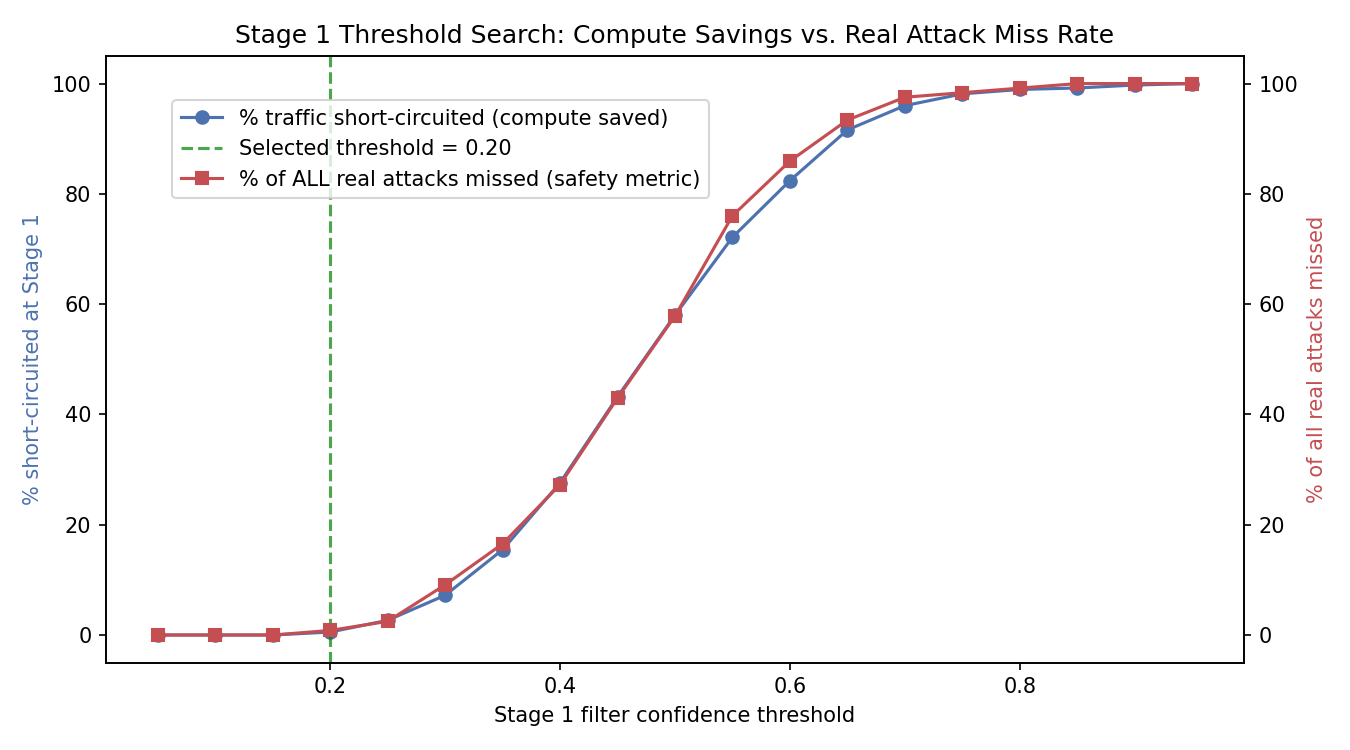 Stage 1 Threshold Search: Compute Savings vs. Real Attack Miss Rate
% traffic short-circuited (compute saved)
Selected threshold = 0.20
% of ALL real attacks missed (safety metric)
% short-circuited at Stage 1
100
80
60
40
20
0
100
80
60
40
20
0
% of all real attacks missed
0.2 0.4 0.6 0.8
Stage 1 filter confidence threshold